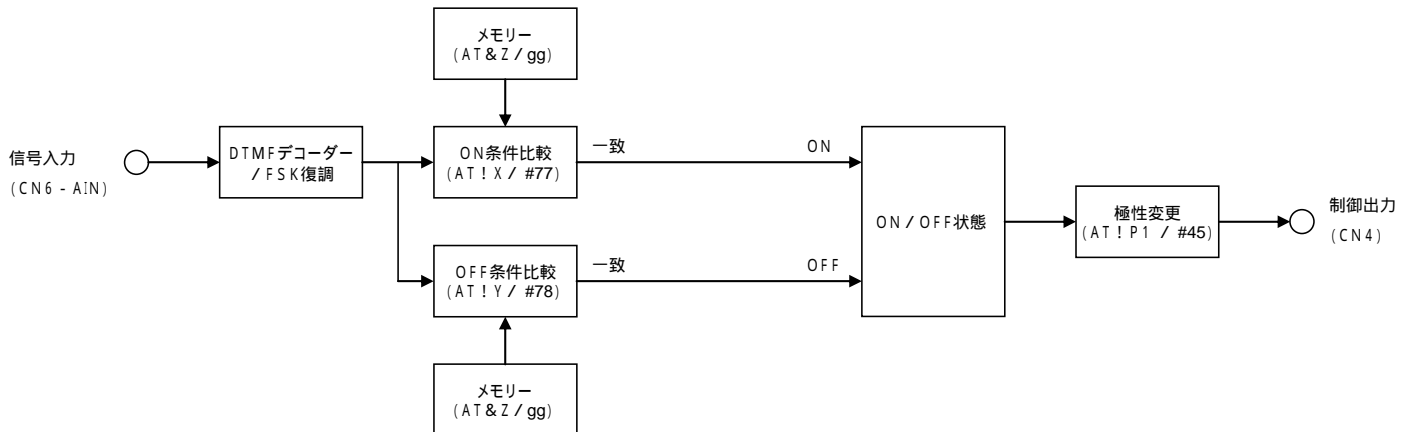 メモリー
(AT&Z/gg)
信号入力
(CN6-AIN)
DTMFデコーダー
/FSK復調
ON条件比較
(AT!X/ #77)
一致
ON
OFF条件比較
(AT!Y/ #78)
一致
OFF
メモリー
(AT&Z/gg)
ON/OFF状態
極性変更
(AT!P1 / #45)
制御出力
(CN4)